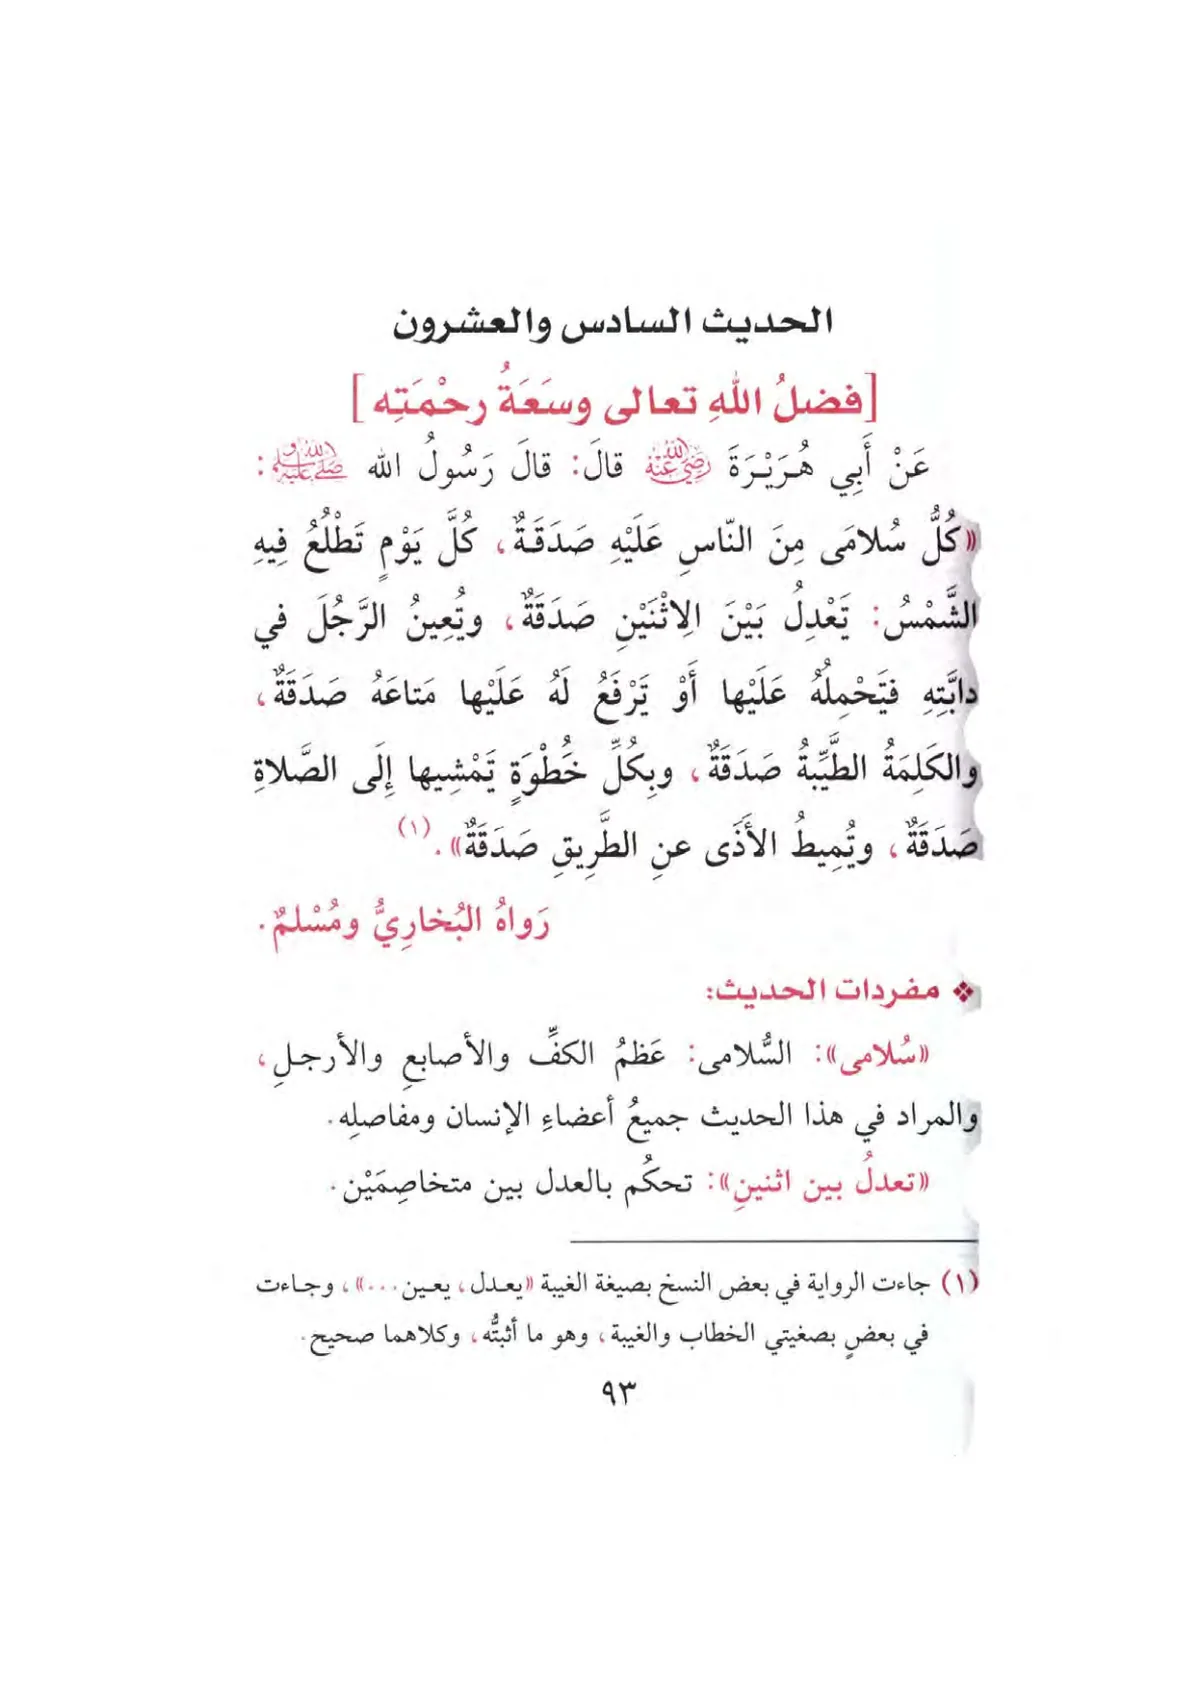 الحديث السادس والعشرون
[فضلُ اللهِ تعالى وسَعَةُ رحْمَتِه]
عَنْ أَبِي هُرَيْرَةَ رَضِيَ اللهُ عَنْهُ قالَ: قالَ رَسُولُ الله صَلَّى اللهُ عَلَيْهِ وَسَلَّمَ:
«كُلُّ سُلامَى مِنَ النّاسِ عَلَيْهِ صَدَقَةٌ، كُلَّ يَوْمٍ تَطْلُعُ فِيهِ
الشَّمْسُ: تَعْدِلُ بَيْنَ الِاثْنَيْنِ صَدَقَةٌ، وتُعِينُ الرَّجُلَ في
دابَّتِهِ فتَحْمِلُهُ عَلَيْها أَوْ تَرْفَعُ لَهُ عَلَيْها مَتاعَهُ صَدَقَةٌ،
والكَلِمَةُ الطَّيِّبةُ صَدَقَةٌ، وبِكُلِّ خُطْوَةٍ تَمْشِيها إِلَى الصَّلاةِ
صَدَقَةٌ، وتُمِيطُ الأَذَى عنِ الطَّرِيقِ صَدَقَةٌ».(١)
رَواهُ البُخارِيُّ ومُسْلمٌ.
❖ مفردات الحديث:
«سُلامى»: السُّلامى: عَظمُ الكفِّ والأصابعِ والأرجلِ،
والمراد في هذا الحديث جميعُ أعضاءِ الإنسان ومفاصلِه.
«تعدلُ بين اثنينِ»: تحكُم بالعدل بين متخاصِمَيْن.
(١) جاءت الرواية في بعض النسخ بصيغة الغيبة «يعدل، يعين...»، وجاءت
في بعضٍ بصيغتي الخطاب والغيبة، وهو ما أثبتُّه، وكلاهما صحيح.
٩٣